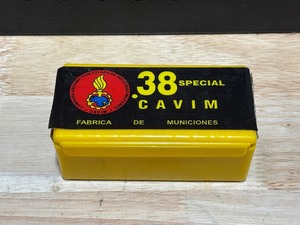 .38 SPECIAL
CAVIM
FABRICA DE MUNICIONES